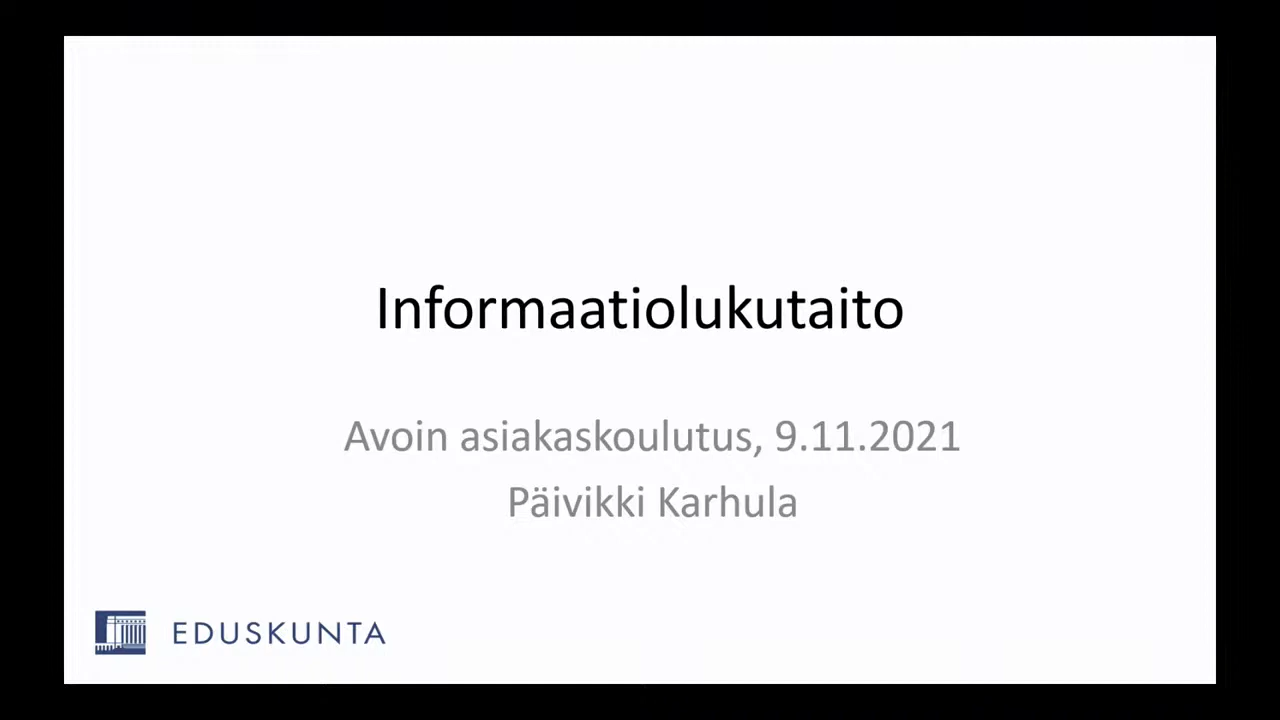 Informaatiolukutaito
Avoin asiakaskoulutus, 9.11.2021
Päivikki Karhula
EDUSKUNTA